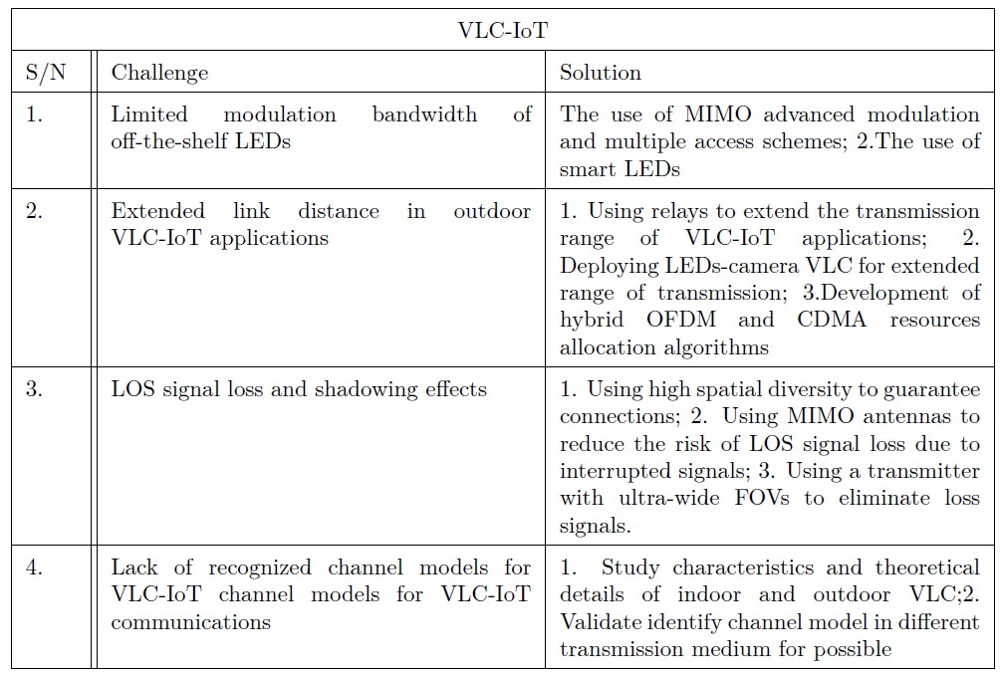 VLC-IoT
S/N Challenge Solution
1. Limited modulation bandwidth of
off-the-shelf LEDs
The use of MIMO advanced modulation
and multiple access schemes; 2.The use of
smart LEDs
2. Extended link distance in outdoor
VLC-IoT applications
1. Using relays to extend the transmission
range of VLC-IoT applications; 2.
Deploying LEDs-camera VLC for extended
range of transmission; 3.Development of
hybrid OFDM and CDMA resources
allocation algorithms
3. LOS signal loss and shadowing effects
1. Using high spatial diversity to guarantee
connections; 2. Using MIMO antennas to
reduce the risk of LOS signal loss due to
interrupted signals; 3. Using a transmitter
with ultra-wide FOVs to eliminate loss
signals.
4. Lack of recognized channel models for
VLC-IoT channel models for VLC-IoT
communications
1. Study characteristics and theoretical
details of indoor and outdoor VLC;2.
Validate identify channel model in different
transmission medium for possible